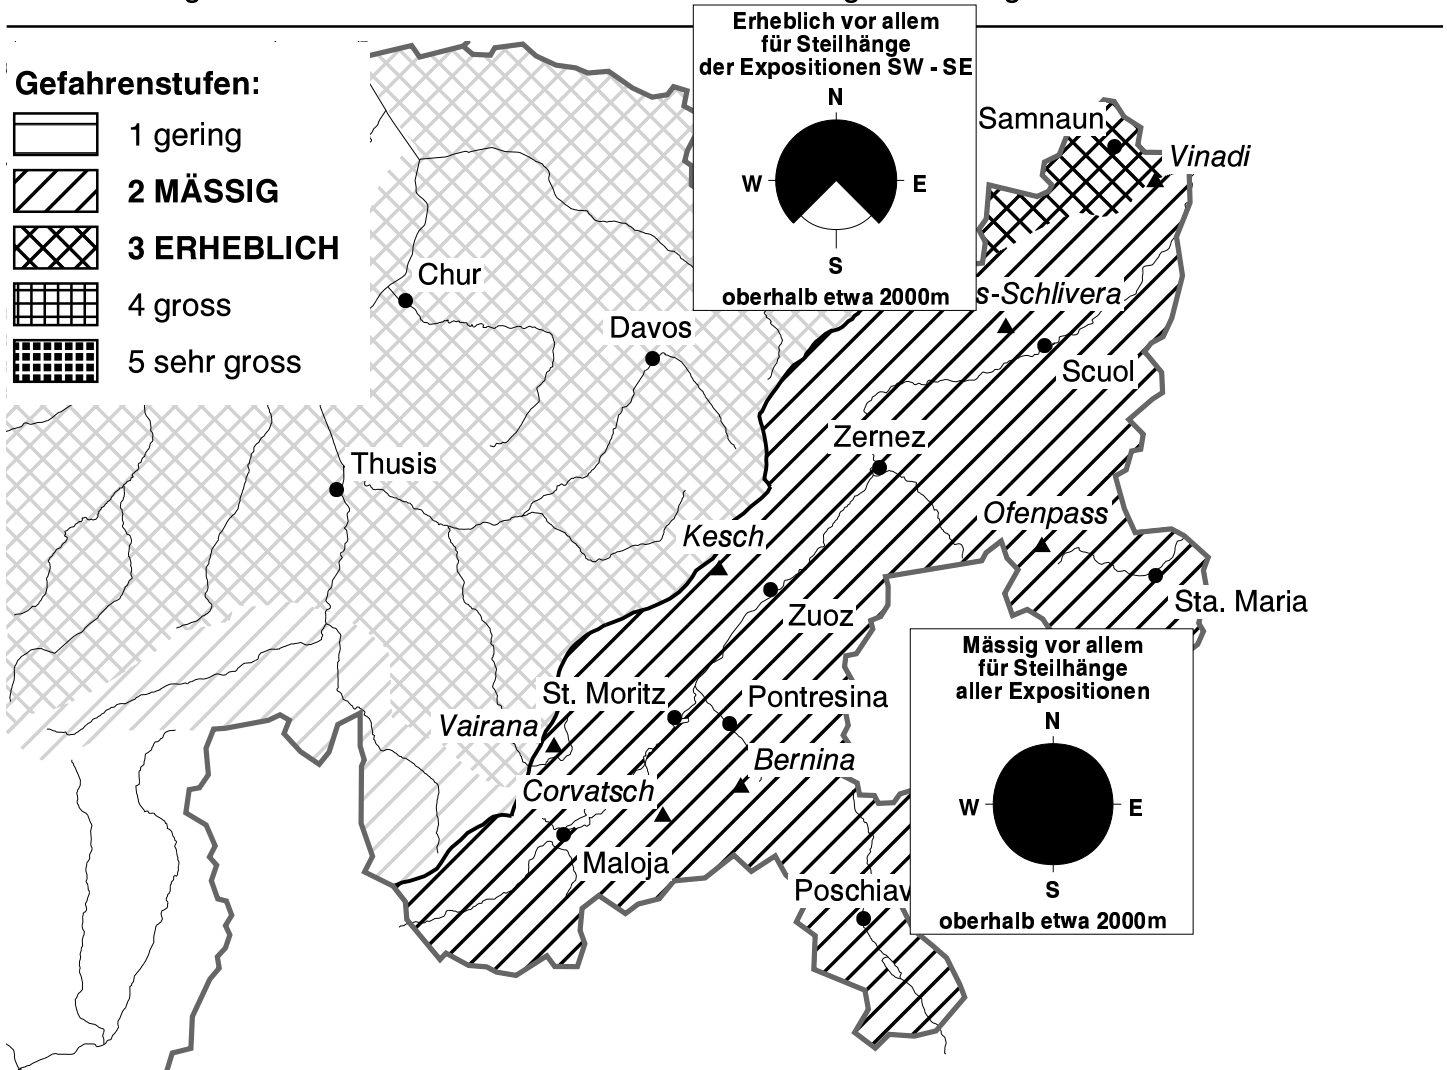 Gefahrenstufen:
1 gering
2 MÄSSIG
3 ERHEBLICH
4 gross
5 sehr gross
Erheblich vor allem
für Steilhänge
der Expositionen SW - SE
N
W
E
S
oberhalb etwa 2000m
Samnaun
Vinadi
Chur
s-Schlivera
Davos
Scuol
Zernez
Thusis
Ofenpass
Kesch
Sta. Maria
Zuoz
St. Moritz
Pontresina
Vairana
Bernina
Corvatsch
Maloja
Poschiav
Mässig vor allem
für Steilhänge
aller Expositionen
N
W
E
S
oberhalb etwa 2000m